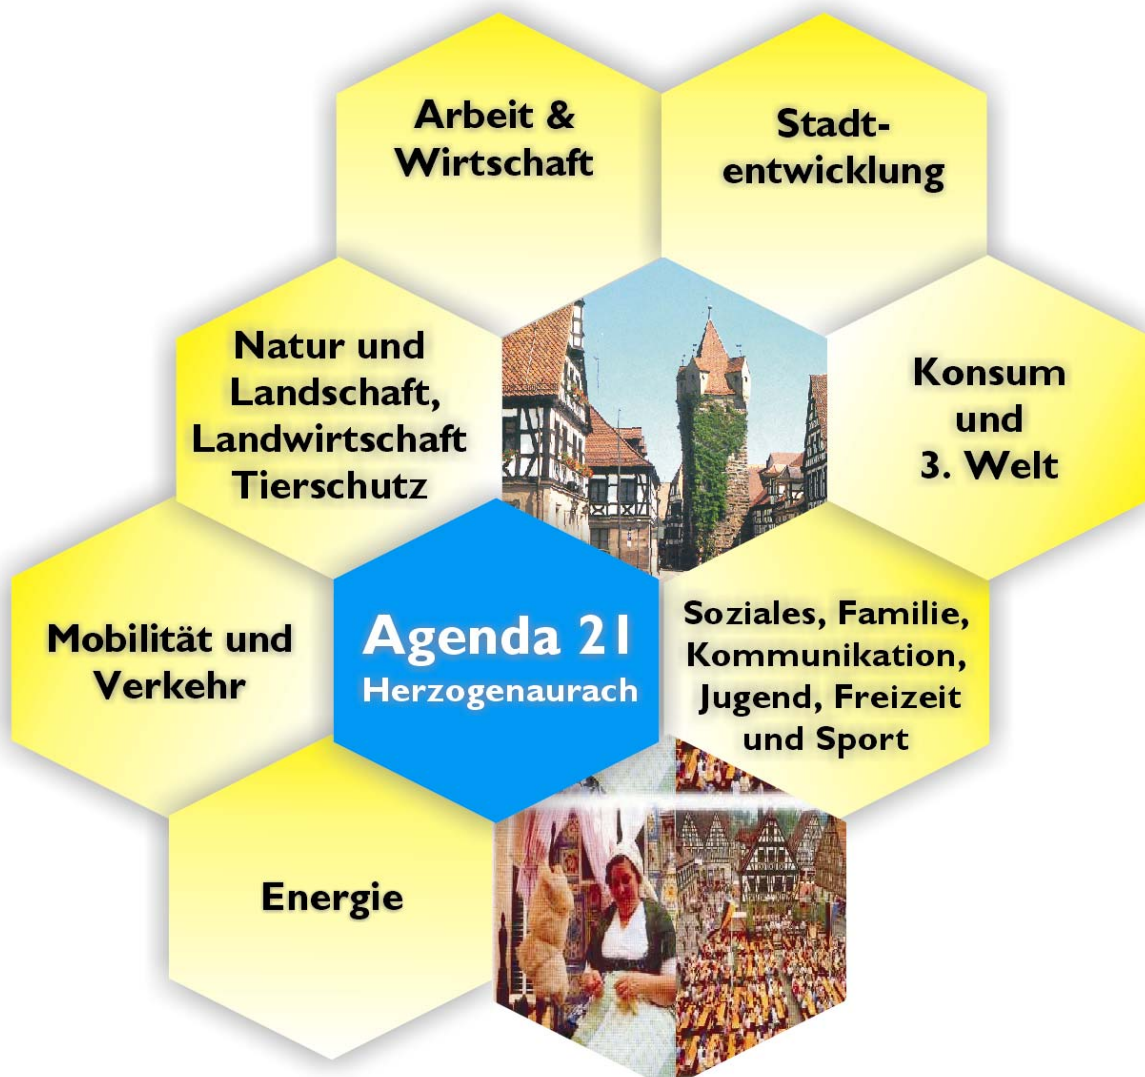 Arbeit &
Wirtschaft
Stadt-
entwicklung
Natur und
Landschaft,
Landwirtschaft
Tierschutz
Konsum
und
3. Welt
Mobilität und
Verkehr
Agenda 21
Herzogenaurach
Soziales, Familie,
Kommunikation,
Jugend, Freizeit
und Sport
Energie